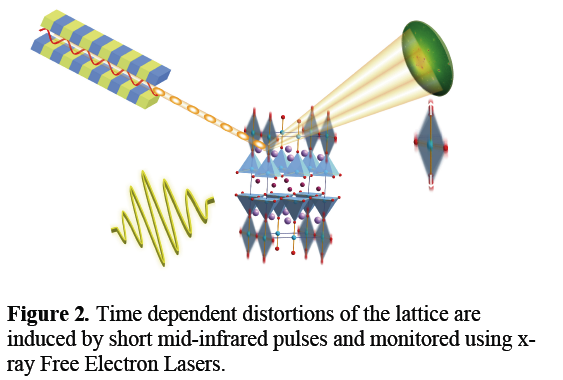 Figure 2. Time dependent distortions of the lattice are
induced by short mid-infrared pulses and monitored using x-
ray Free Electron Lasers.